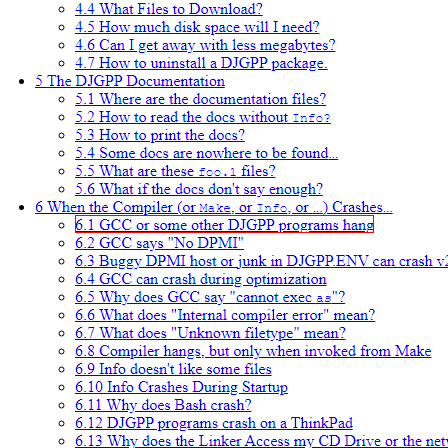 4.4 What Files to Download?
4.5 How much disk space will I need?
4.6 Can I get away with less megabytes?
4.7 How to uninstall a DJGPP package.
5 The DJGPP Documentation
5.1 Where are the documentation files?
5.2 How to read the docs without Info?
5.3 How to print the docs?
5.4 Some docs are nowhere to be found...
5.5 What are these foo.1 files?
5.6 What if the docs don't say enough?
6 When the Compiler (or Make, or Info, or ...) Crashes...
6.1 GCC or some other DJGPP programs hang
6.2 GCC says "No DPMI"
6.3 Buggy DPMI host or junk in DJGPP.ENV can crash v2
6.4 GCC can crash during optimization
6.5 Why does GCC say "cannot exec as"?
6.6 What does "Internal compiler error" mean?
6.7 What does "Unknown filetype" mean?
6.8 Compiler hangs, but only when invoked from Make
6.9 Info doesn't like some files
6.10 Info Crashes During Startup
6.11 Why does Bash crash?
6.12 DJGPP programs crash on a ThinkPad
6.13 Why does the Linker Access my CD Drive or the net